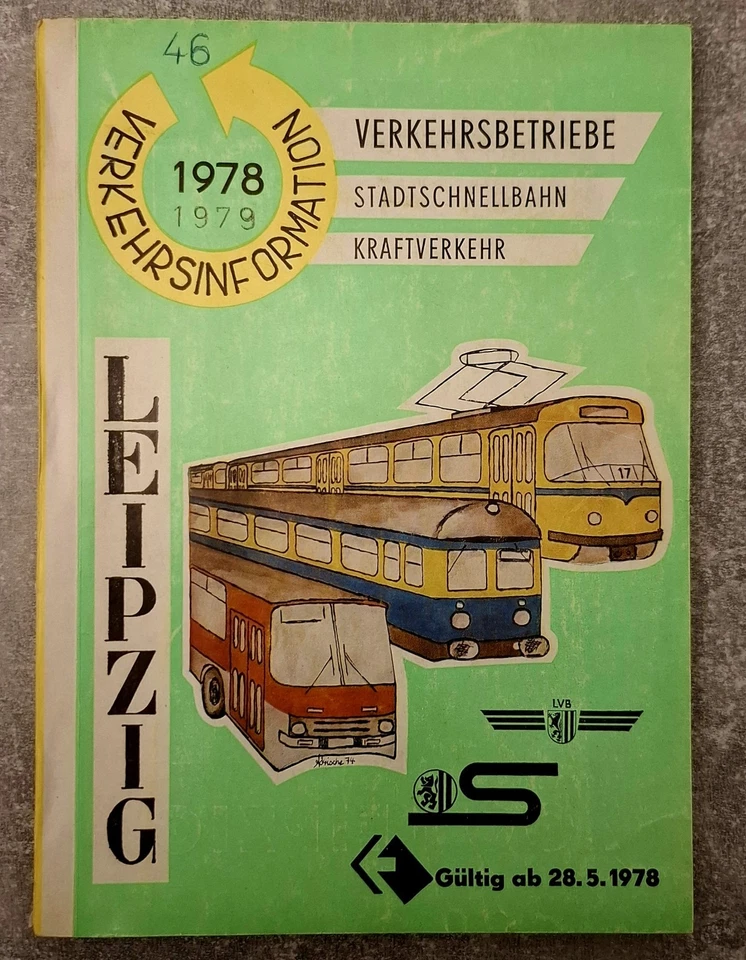 46
VERKEHRSINFORMATION
1978
1979
VERKEHRSBETRIEBE
STADTSCHNELLBAHN
KRAFTVERKEHR
LEIPZIG
17
LVB
S
Gültig ab 28.5.1978